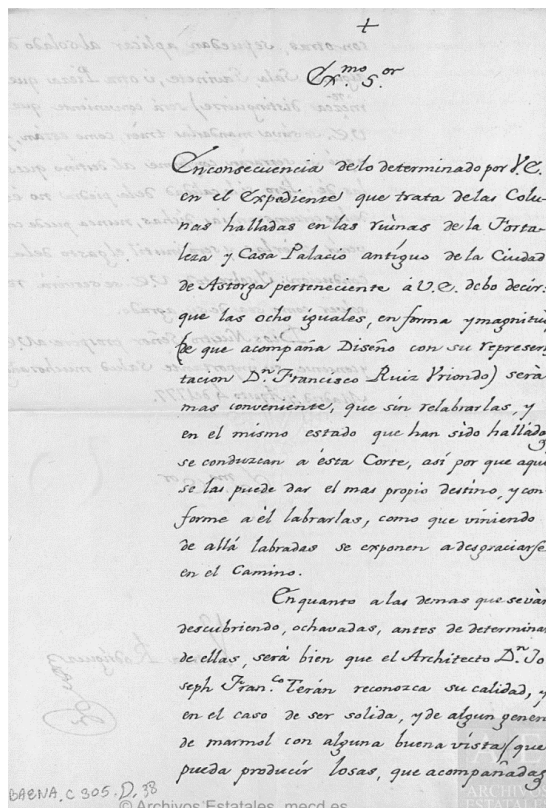 +
Ex.mo S.or
En consecuencia de lo determinado por V.E.
en el Expediente que trata de las Colu-
nas halladas en las ruinas de la Forta-
leza y Casa Palacio antiguo de la Ciudad
de Astorga perteneciente á V.E. debo decir:
que las ocho iguales, en forma y magnitud
(de que acompaña Diseño con su represen-
tacion D.n Francisco Ruiz Vriondo) será
mas conveniente, que sin relabrarlas, y
en el mismo estado que han sido halladas
se conduzcan a ésta Corte, así por que aqui
se las puede dar el mas propio destino, y con
forme a él labrarlas, como que viniendo
de allá labradas se exponen a desgraciarse
en el Camino.
En quanto a las demas que se ván
descubriendo, ochavadas, antes de determinar
de ellas, será bien que el Architecto D.n Jo
seph Fran.co Terán reconozca su calidad, y
en el caso de ser solida, y de algun genero
de marmol con alguna buena vista (que
pueda producir losas, que acompañadas
BAENA. C 305. D. 38
© Archivos Estatales, mecd.es
ARCHIVOS
ESTATALES